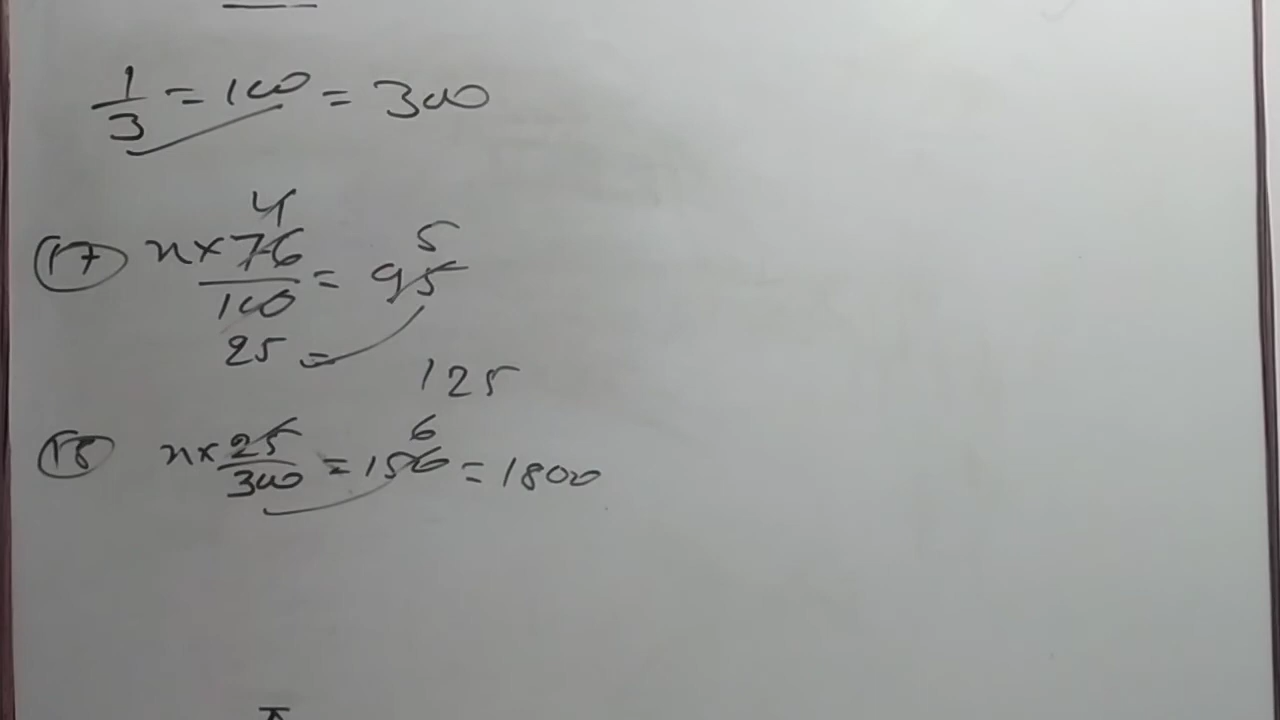 1/3 = 100 = 300
4
17 n × 76/100 = 95 5
25 =
125
18 n × 25/300 = 150 6 = 1800